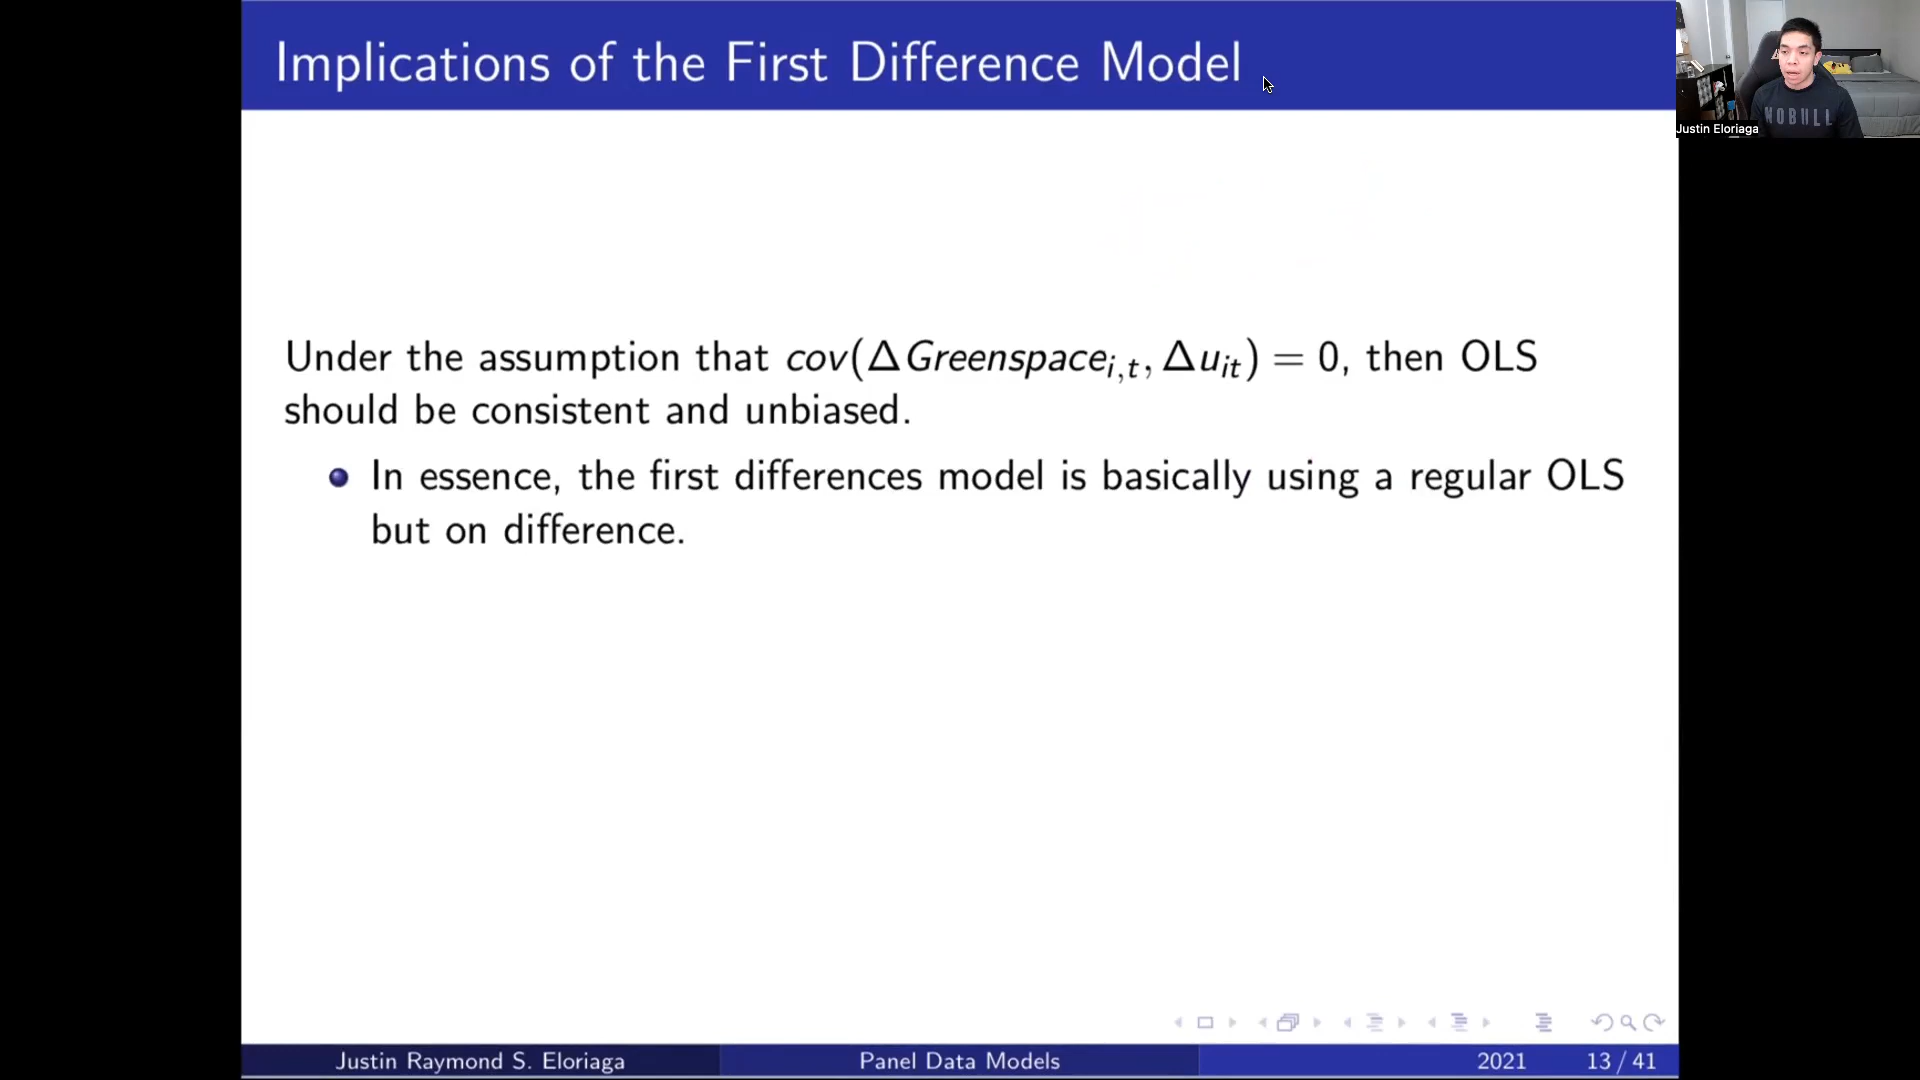 Implications of the First Difference Model
NOBULL
Justin Eloriaga
Under the assumption that cov(ΔGreenspace_{i,t}, Δu_{it}) = 0, then OLS
should be consistent and unbiased.
In essence, the first differences model is basically using a regular OLS
but on difference.
Justin Raymond S. Eloriaga
Panel Data Models
2021
13 / 41